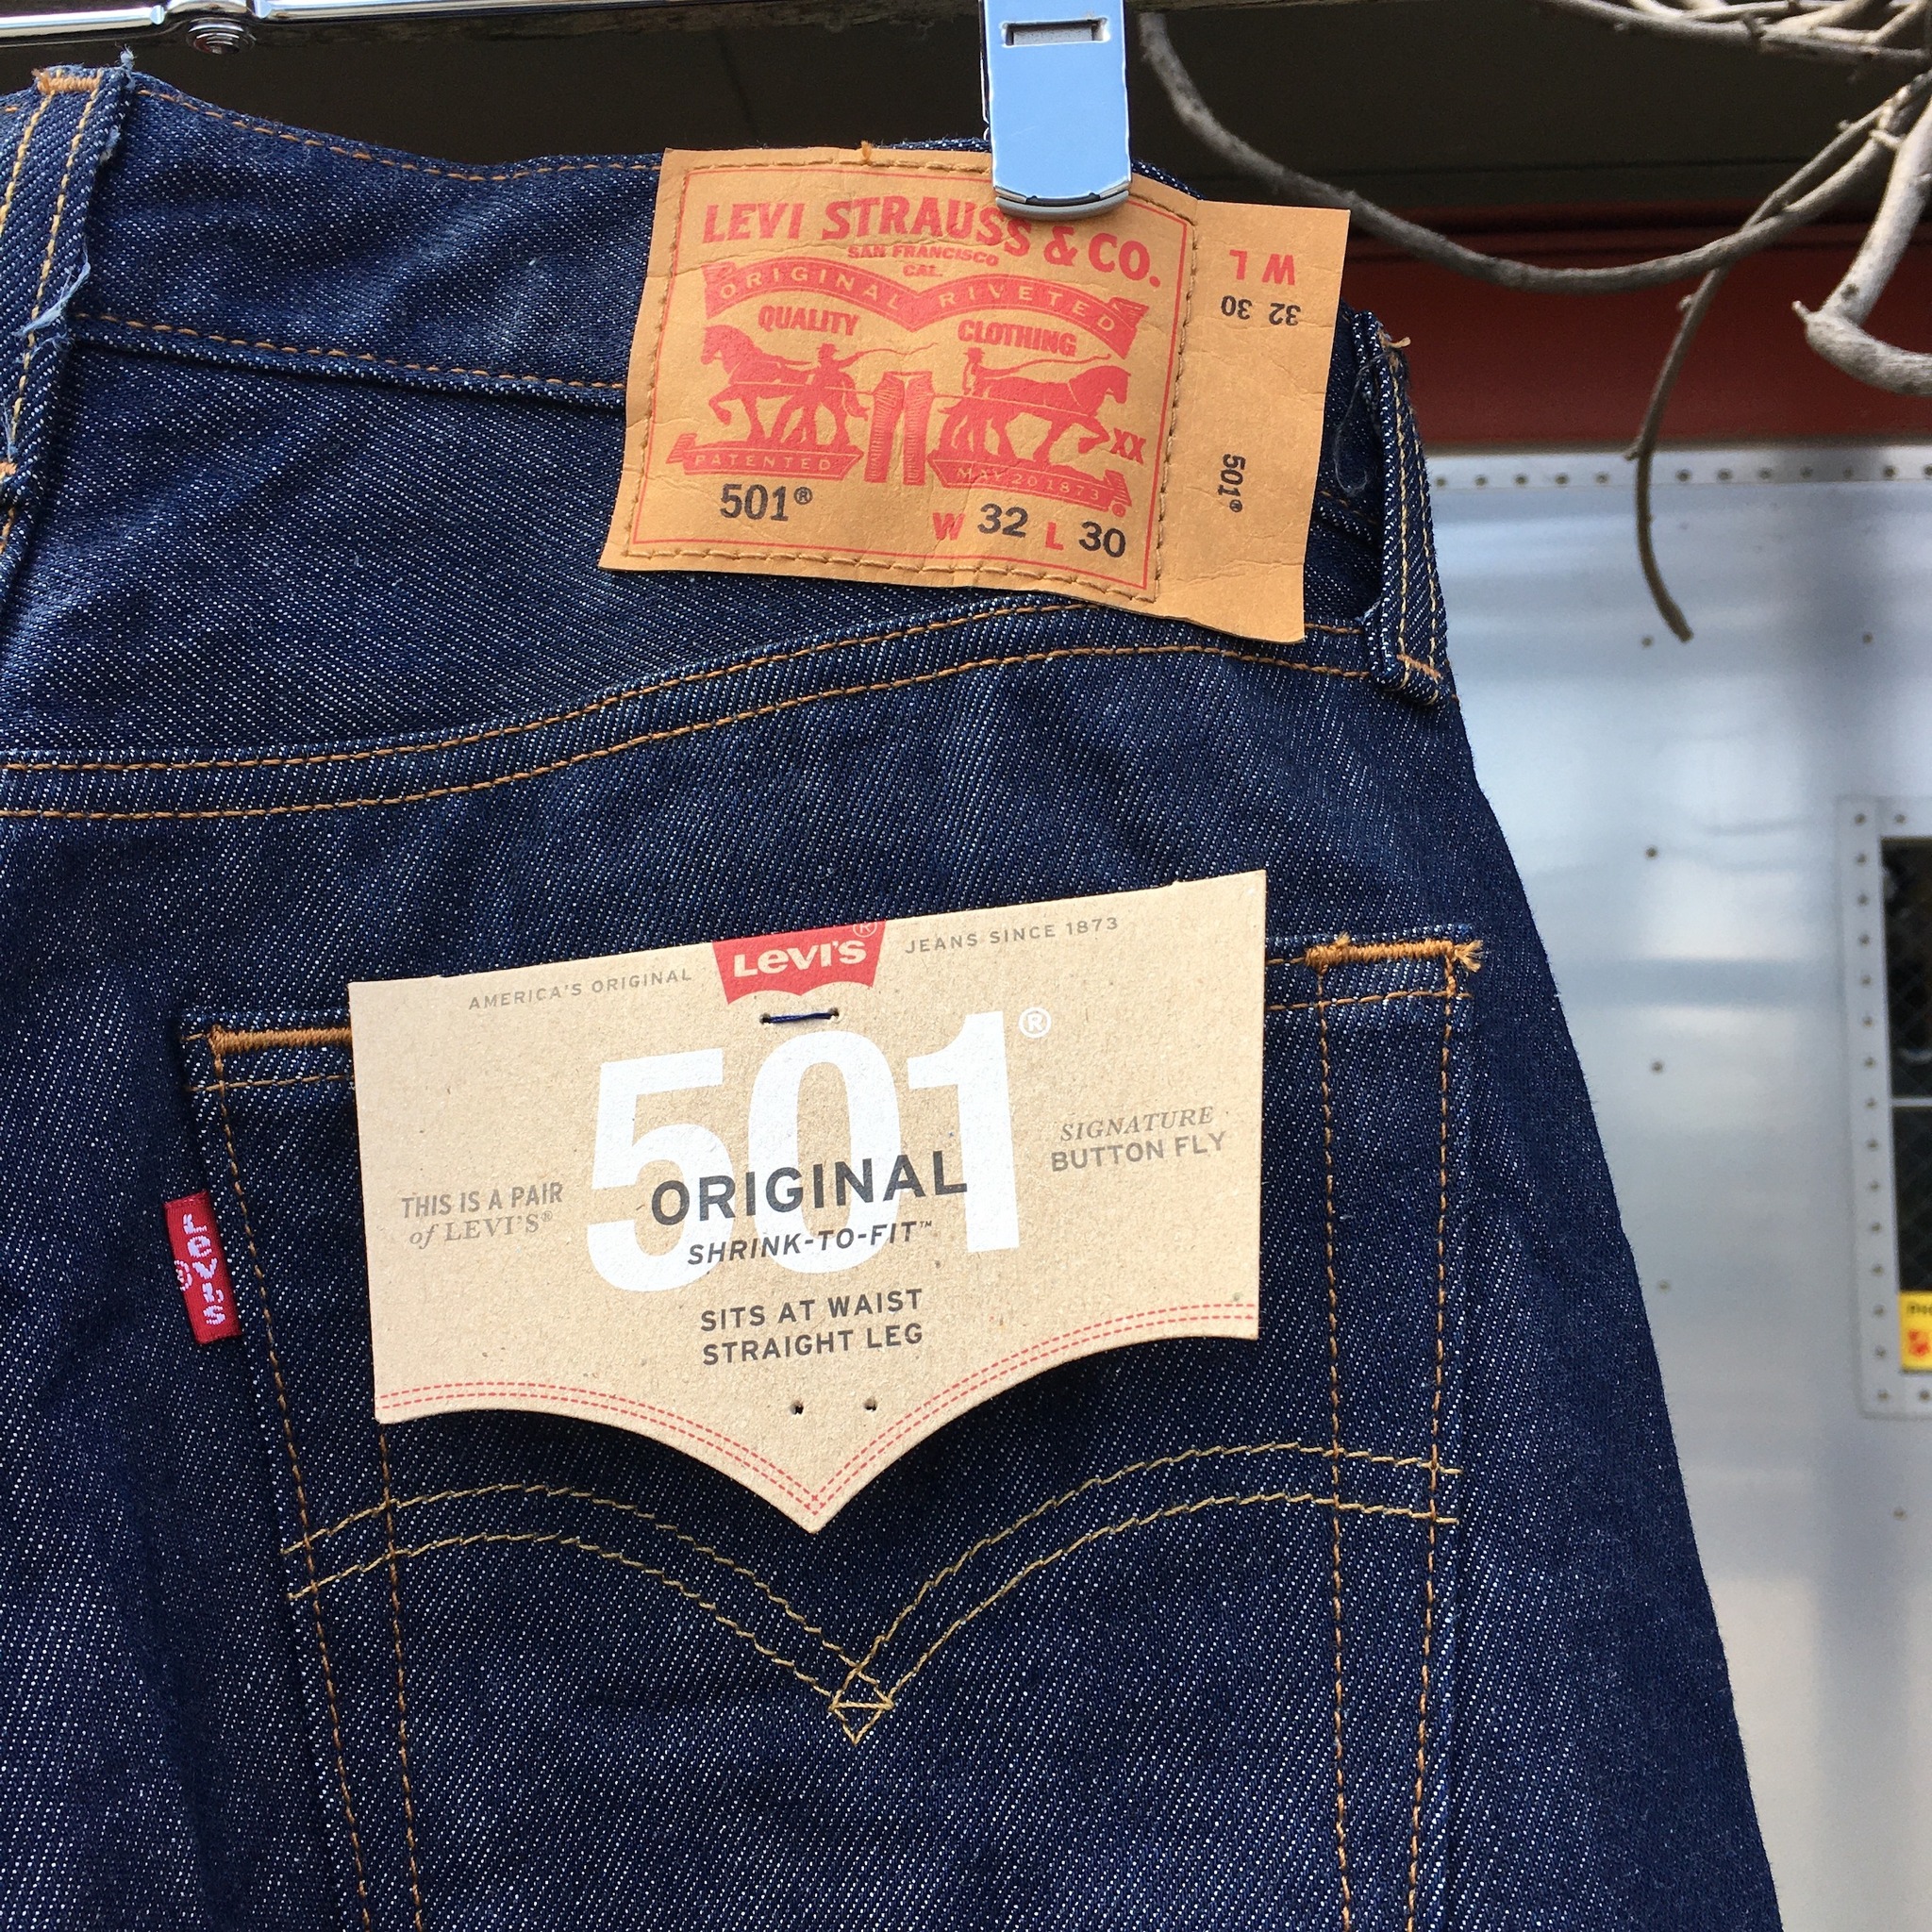 LEVI STRAUSS & CO.
SAN FRANCISCO
CAL.
ORIGINAL RIVETED
QUALITY CLOTHING
XX
PATENTED MAY 20 1873 ®
501® W 32 L 30
W L
32 30
501®
AMERICA'S ORIGINAL LEVI'S® JEANS SINCE 1873
501®
ORIGINAL
SHRINK-TO-FIT™
THIS IS A PAIR
of LEVI'S®
SIGNATURE
BUTTON FLY
SITS AT WAIST
STRAIGHT LEG
LEVI'S®